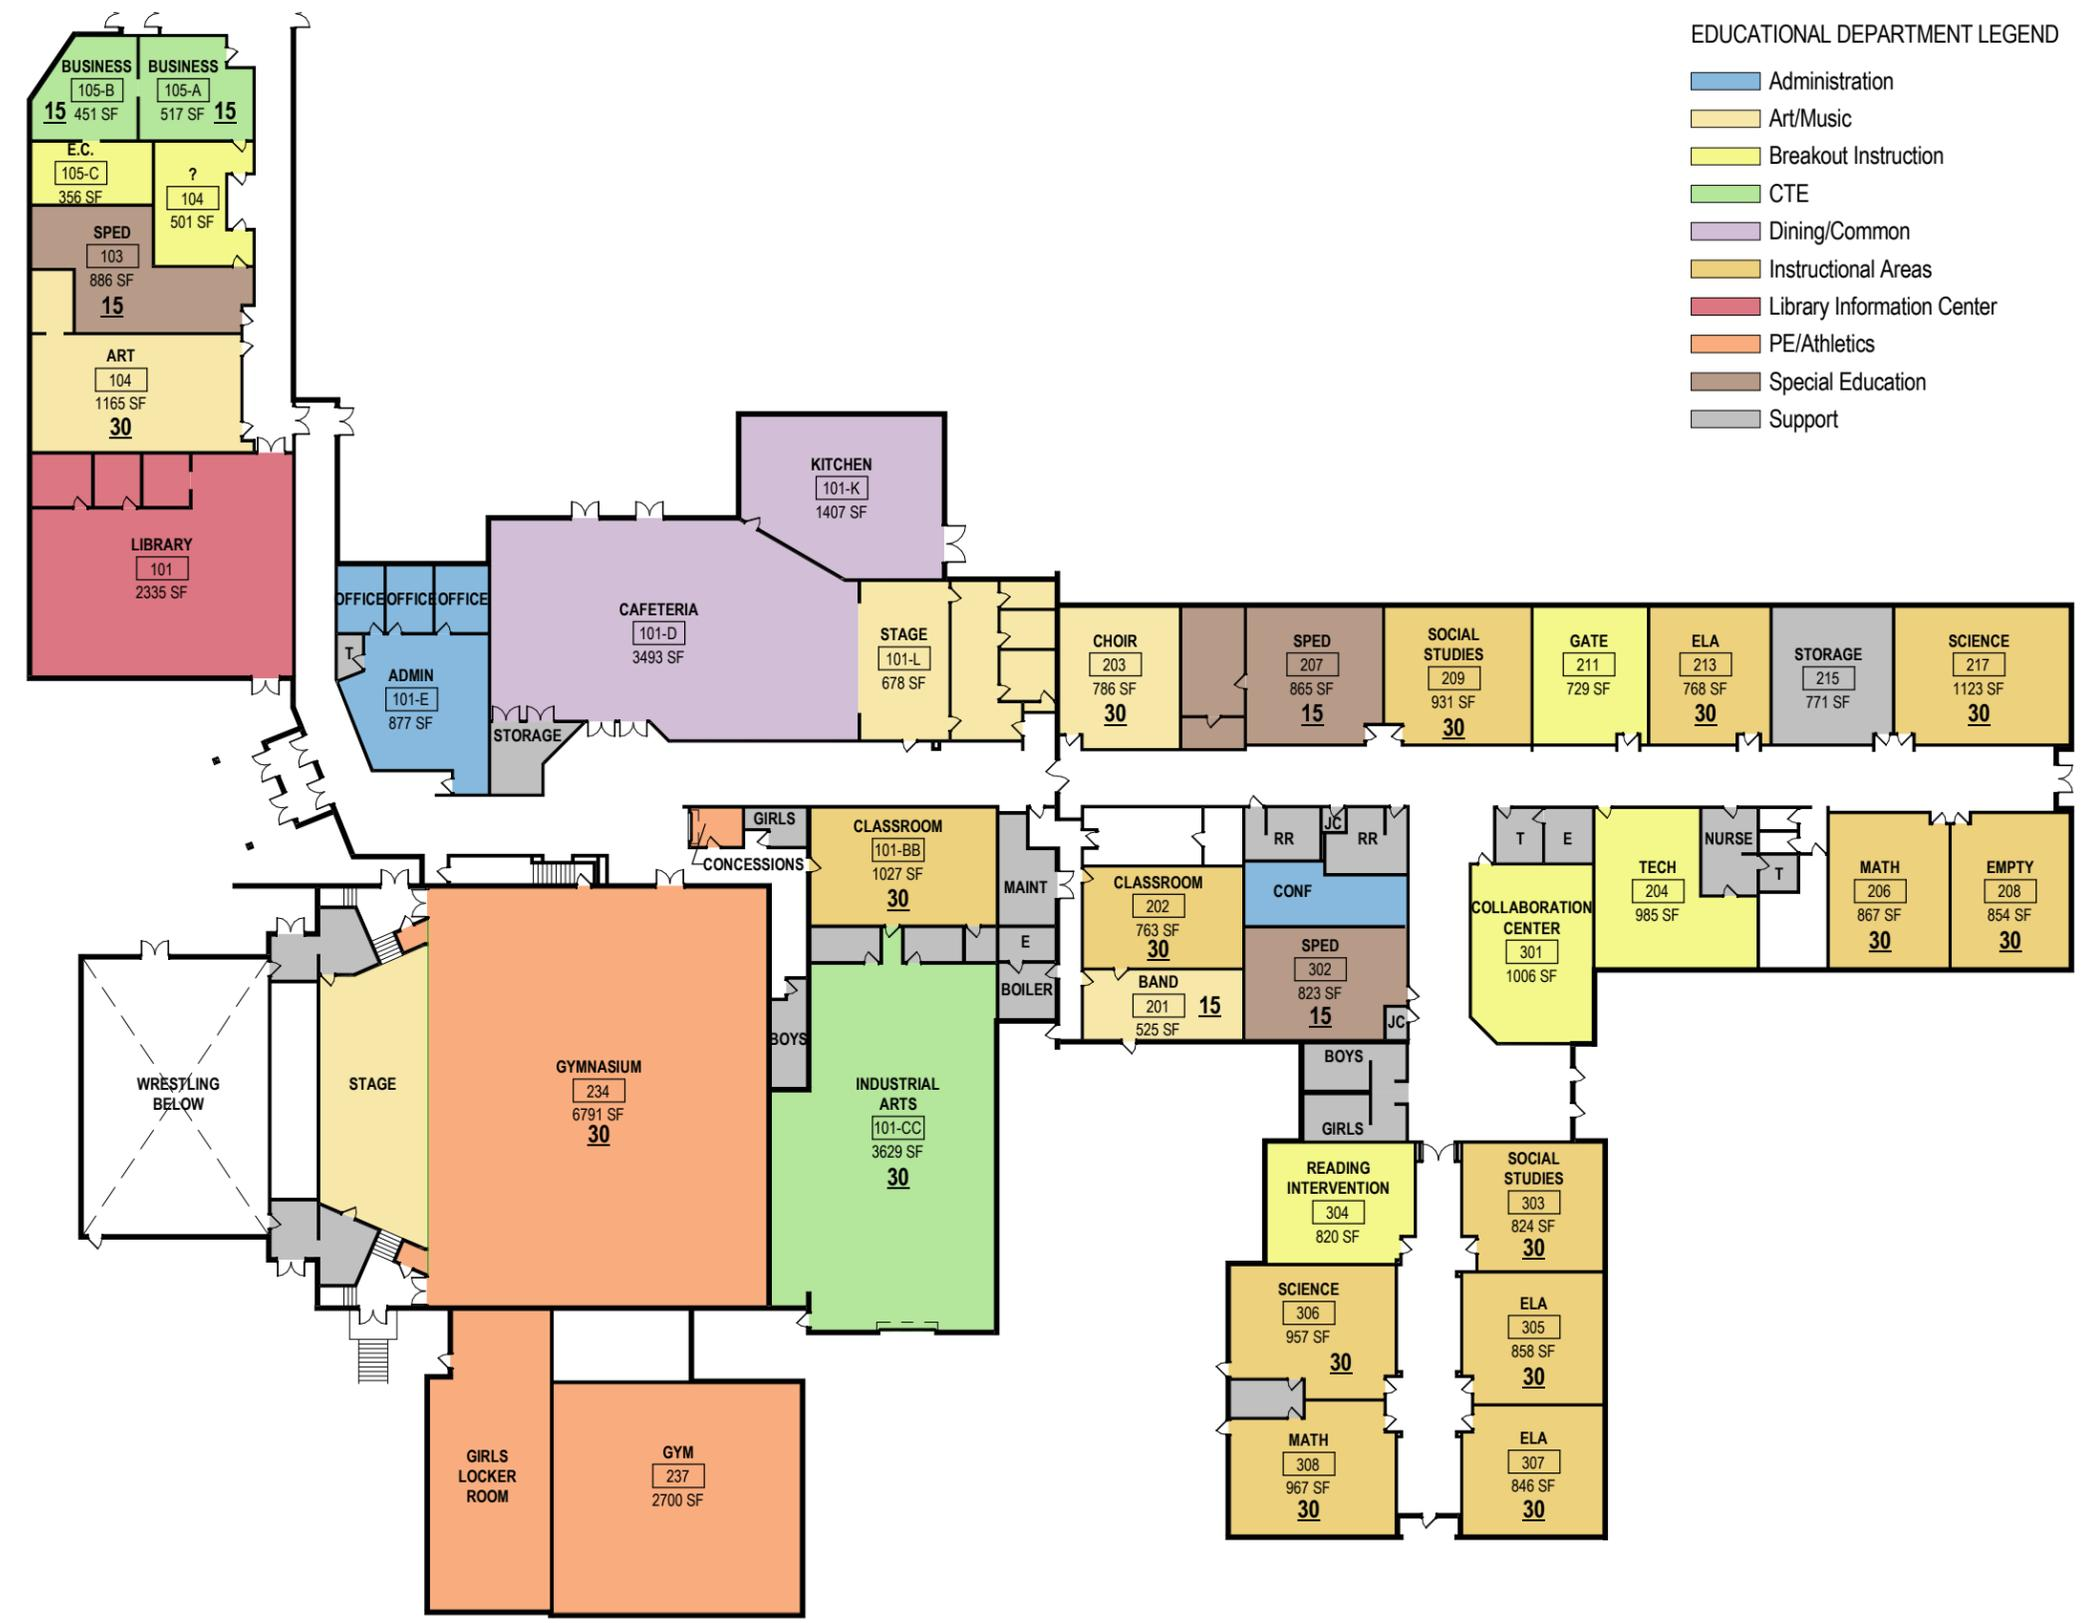 EDUCATIONAL DEPARTMENT LEGEND
Administration
Art/Music
Breakout Instruction
CTE
Dining/Common
Instructional Areas
Library Information Center
PE/Athletics
Special Education
Support
BUSINESS
105-B
15 451 SF
BUSINESS
105-A
517 SF 15
E.C.
105-C
356 SF
?
104
501 SF
SPED
103
886 SF
15
ART
104
1165 SF
30
LIBRARY
101
2335 SF
OFFICE
OFFICE
OFFICE
T
ADMIN
101-E
877 SF
KITCHEN
101-K
1407 SF
CAFETERIA
101-D
3493 SF
STORAGE
STAGE
101-L
678 SF
CHOIR
203
786 SF
30
SPED
207
865 SF
15
SOCIAL
STUDIES
209
931 SF
30
GATE
211
729 SF
ELA
213
768 SF
30
STORAGE
215
771 SF
SCIENCE
217
1123 SF
30
GIRLS
CONCESSIONS
CLASSROOM
101-BB
1027 SF
30
MAINT
E
BOILER
RR
JC
RR
CLASSROOM
202
763 SF
30
CONF
BAND
201 15
525 SF
SPED
302
823 SF
15
JC
T
E
COLLABORATION
CENTER
301
1006 SF
TECH
204
985 SF
NURSE
T
MATH
206
867 SF
30
EMPTY
208
854 SF
30
WRESTLING
BELOW
STAGE
GYMNASIUM
234
6791 SF
30
BOYS
INDUSTRIAL
ARTS
101-CC
3629 SF
30
BOYS
GIRLS
READING
INTERVENTION
304
820 SF
SOCIAL
STUDIES
303
824 SF
30
SCIENCE
306
957 SF
30
ELA
305
858 SF
30
MATH
308
967 SF
30
ELA
307
846 SF
30
GIRLS
LOCKER
ROOM
GYM
237
2700 SF